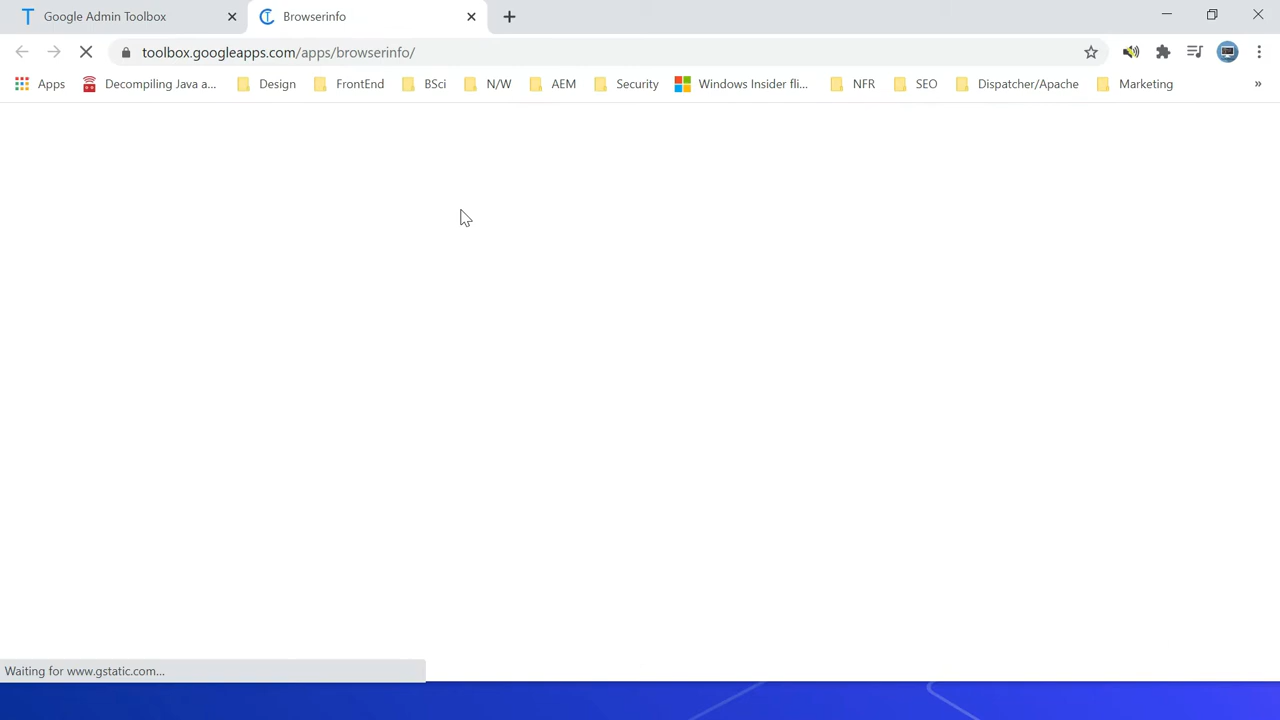 Google Admin Toolbox Browserinfo
toolbox.googleapps.com/apps/browserinfo/
Apps Decompiling Java a... Design FrontEnd BSci N/W AEM Security Windows Insider fli... NFR SEO Dispatcher/Apache Marketing »
Waiting for www.gstatic.com...